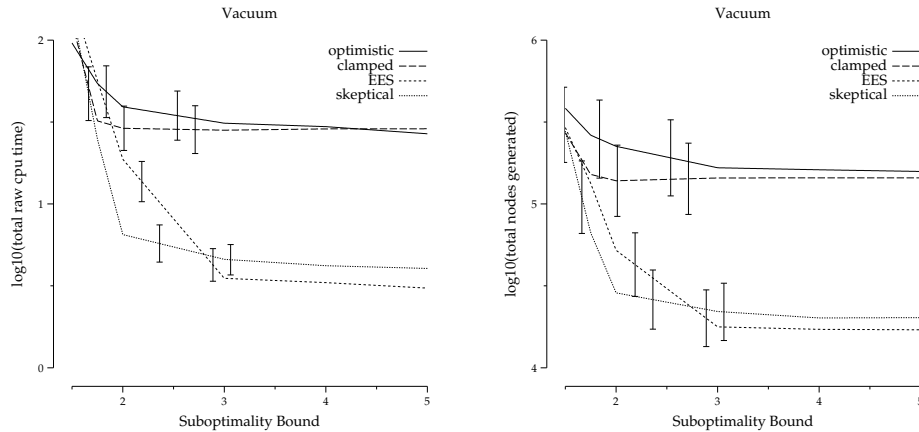 Vacuum
log10(total raw cpu time)
2
1
0
optimistic
clamped
EES
skeptical
2 3 4 5
Suboptimality Bound
Vacuum
log10(total nodes generated)
6
5
4
optimistic
clamped
EES
skeptical
2 3 4 5
Suboptimality Bound